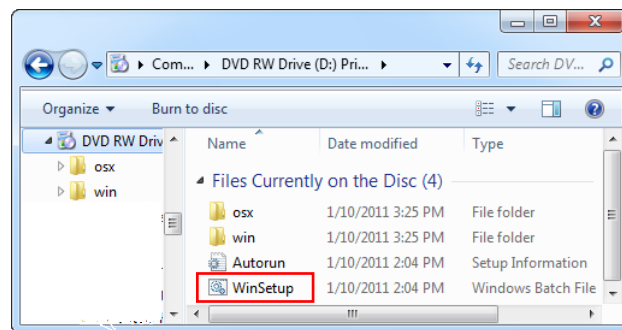 Com... DVD RW Drive (D:) Pri... Search DV...
Organize Burn to disc
DVD RW Driv
osx
win
Name Date modified Type
Files Currently on the Disc (4)
osx 1/10/2011 3:25 PM File folder
win 1/10/2011 3:25 PM File folder
Autorun 1/10/2011 2:04 PM Setup Information
WinSetup 1/10/2011 2:04 PM Windows Batch File